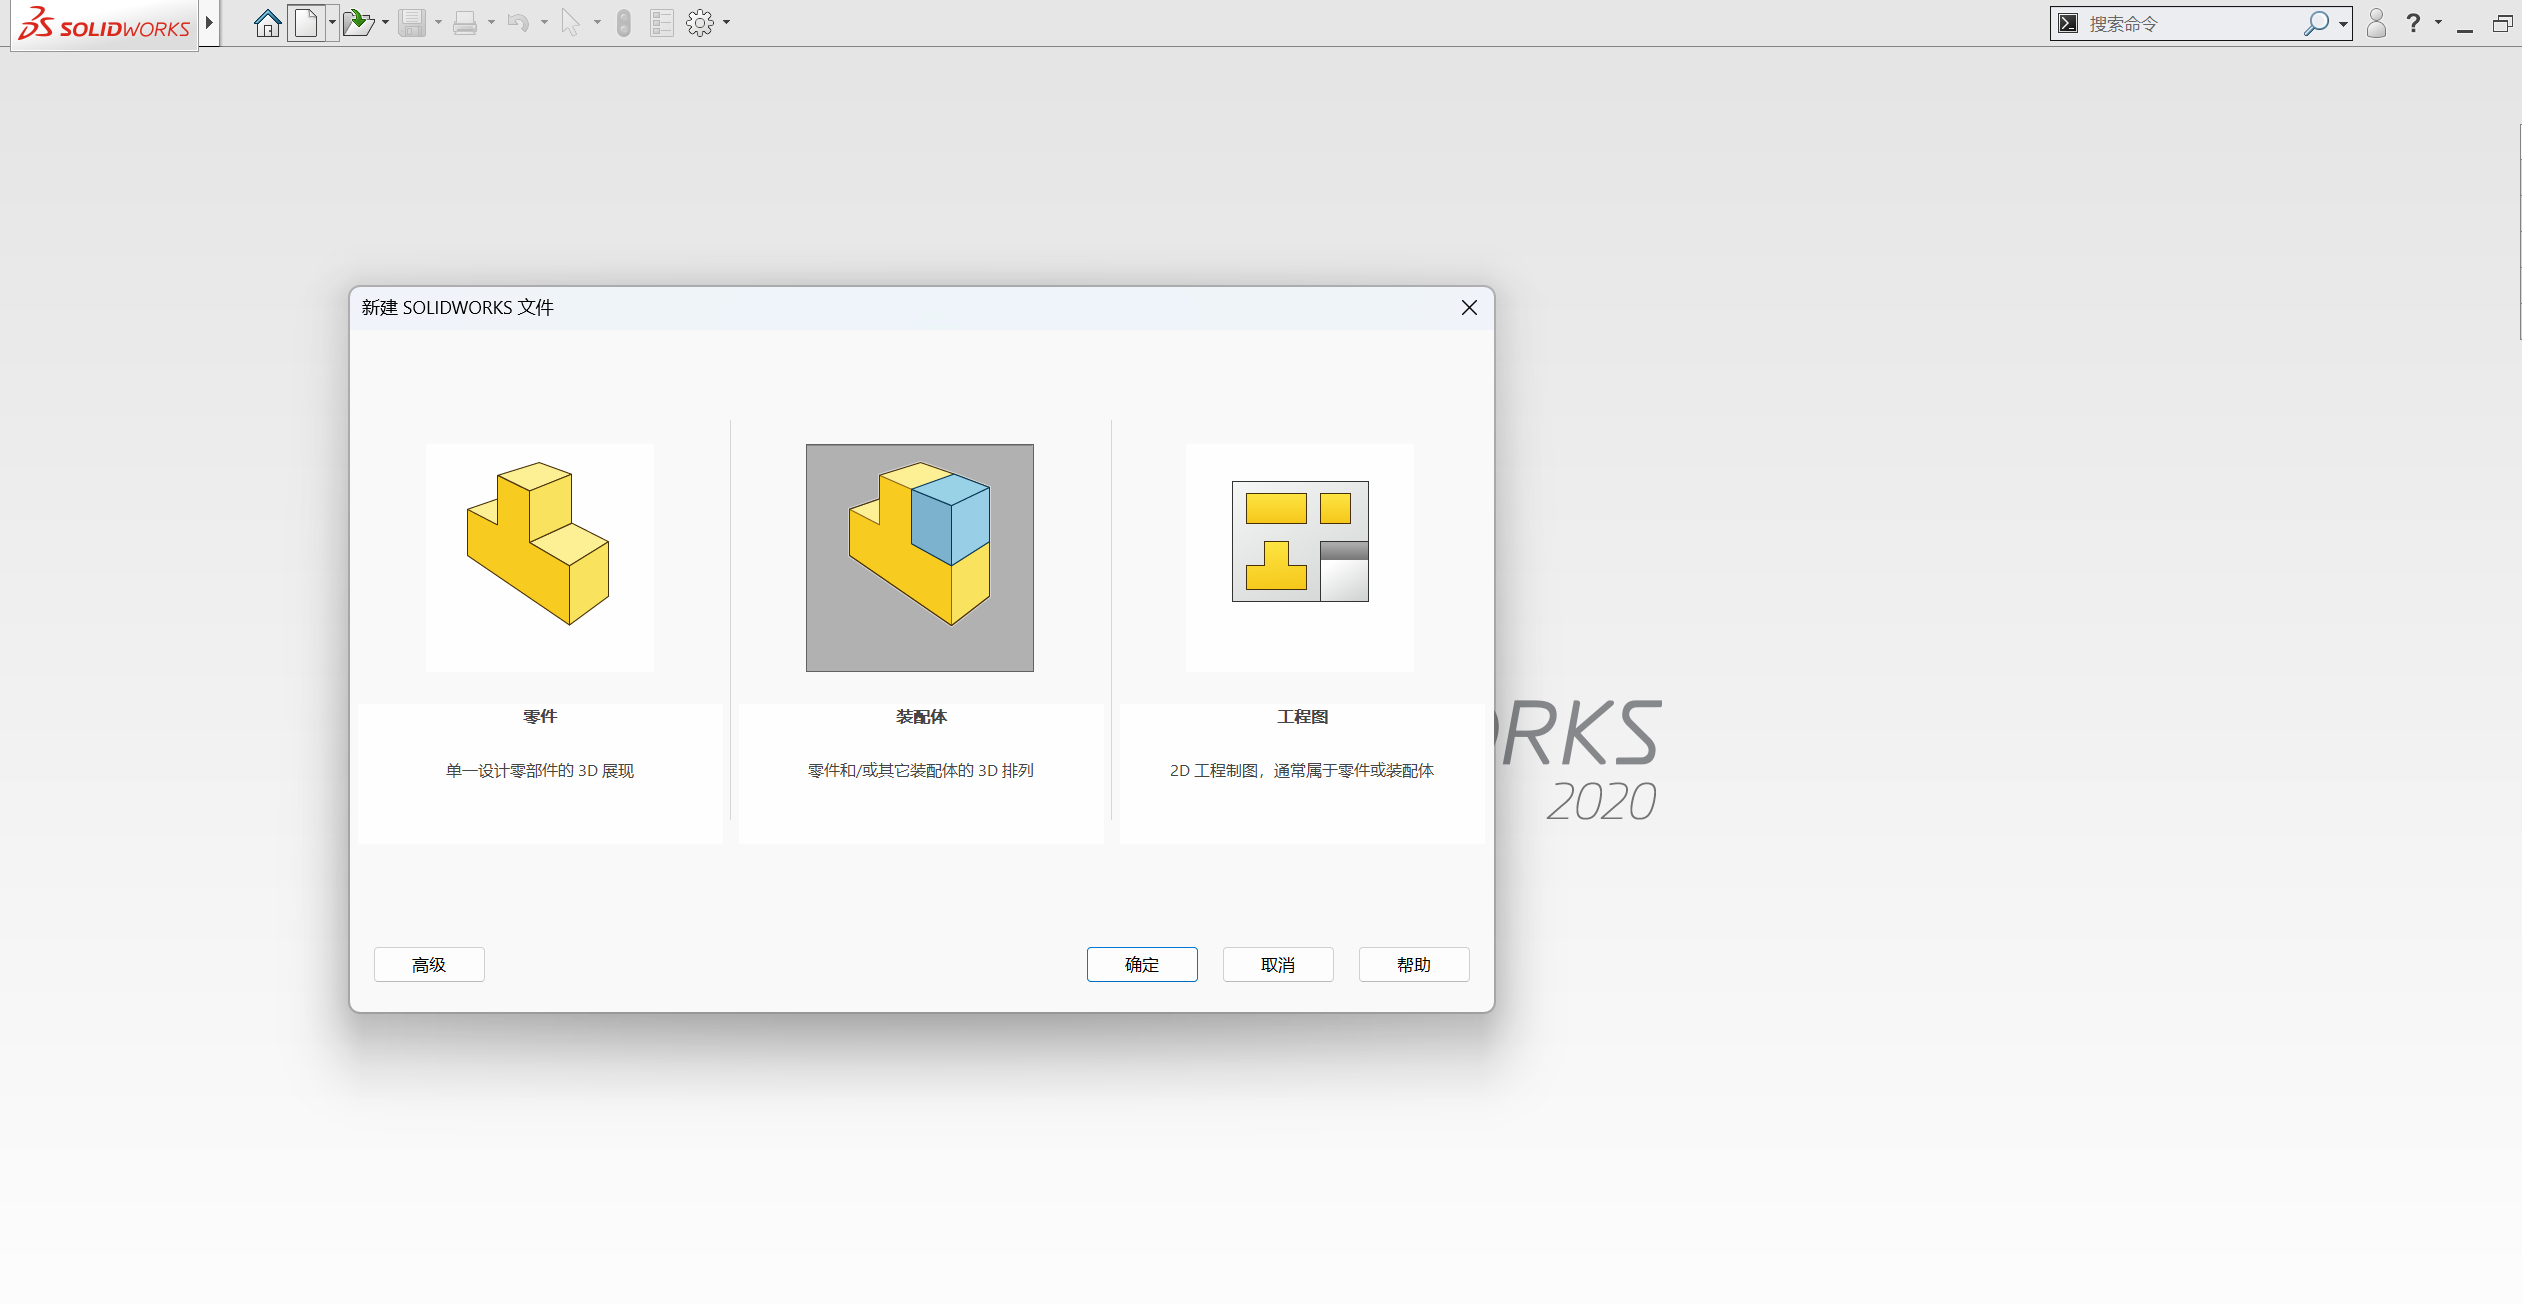 SOLIDWORKS
搜索命令
?
新建 SOLIDWORKS 文件
零件
装配体
工程图
单一设计零部件的 3D 展现
零件和/或其它装配体的 3D 排列
2D 工程制图，通常属于零件或装配体
RKS
2020
高级
确定
取消
帮助